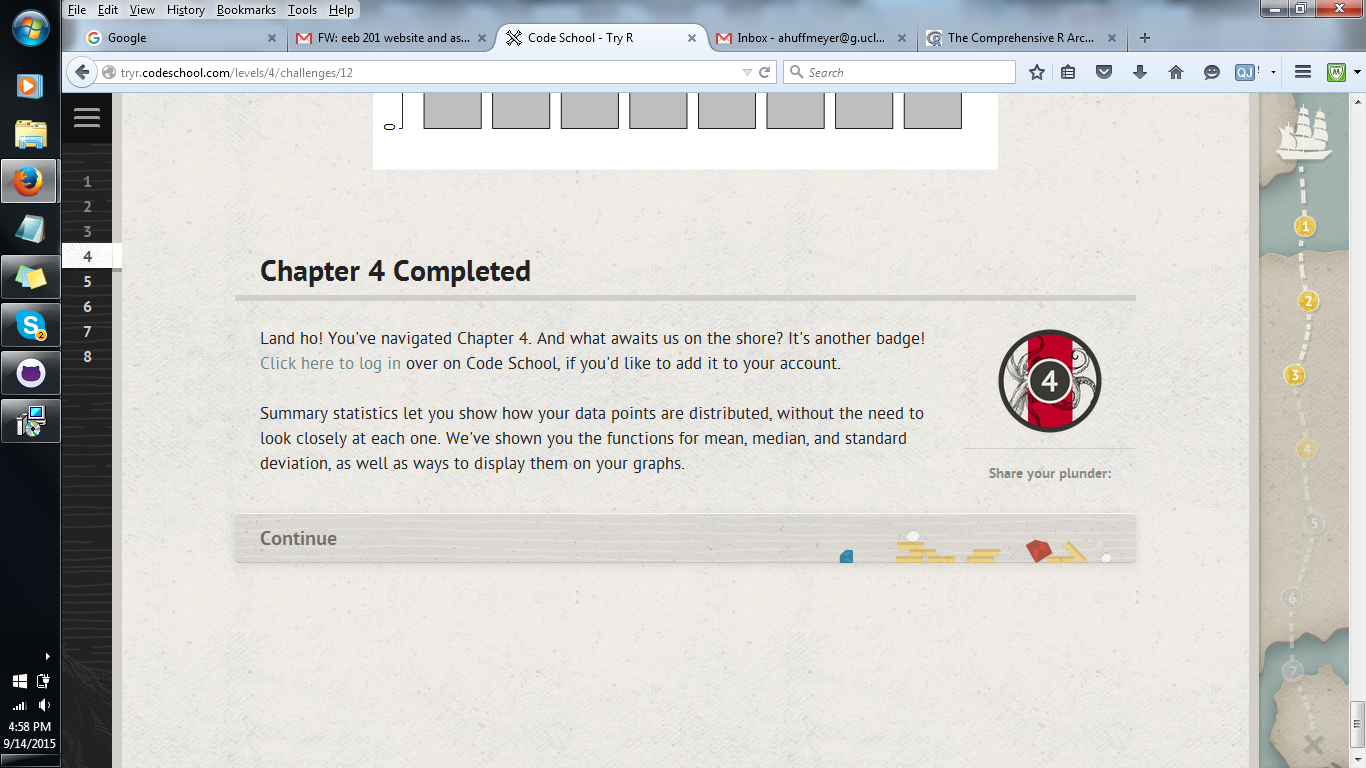 File Edit View History Bookmarks Tools Help
Google
FW: eeb 201 website and as...
Code School - Try R
Inbox - ahuffmeyer@g.ucl...
The Comprehensive R Arc...
tryr.codeschool.com/levels/4/challenges/12
Search
QJ !
M
0
1
2
3
4
5
6
7
8
Chapter 4 Completed
Land ho! You've navigated Chapter 4. And what awaits us on the shore? It's another badge!
Click here to log in over on Code School, if you'd like to add it to your account.
Summary statistics let you show how your data points are distributed, without the need to
look closely at each one. We've shown you the functions for mean, median, and standard
deviation, as well as ways to display them on your graphs.
4
Share your plunder:
Continue
1
2
3
4
5
6
7
S 2
4:58 PM
9/14/2015